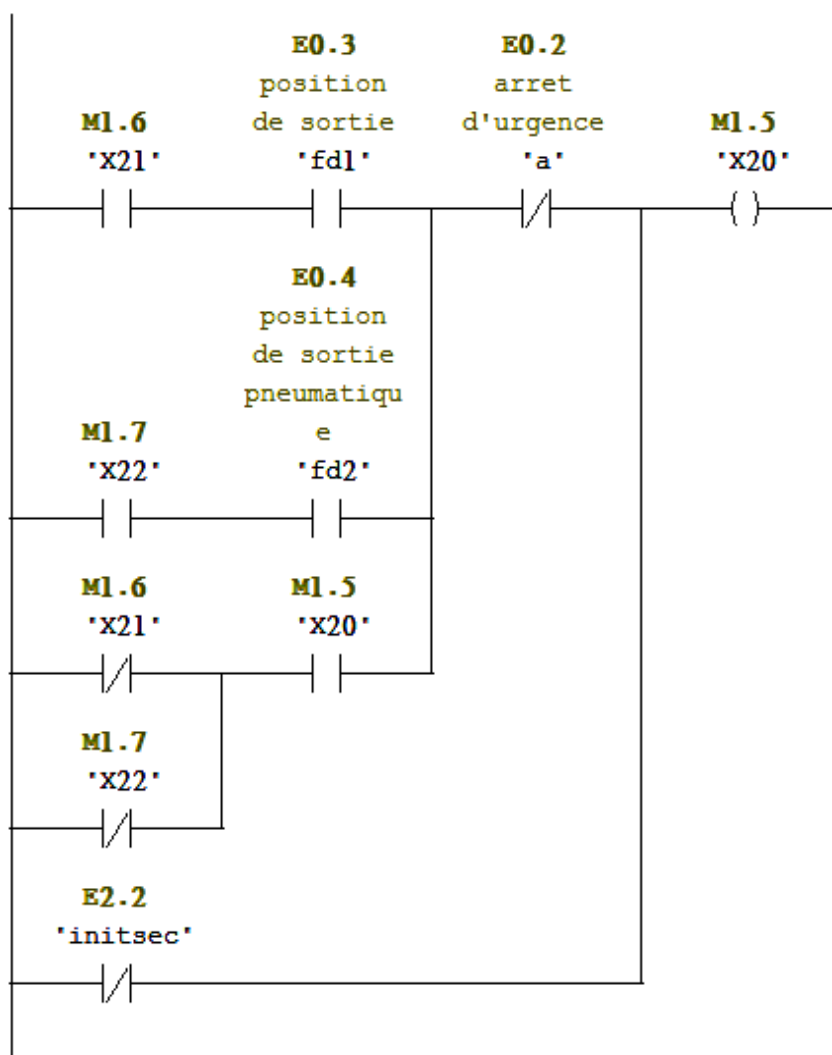 E0.3
position
de sortie
"fd1"
E0.2
arret
d'urgence
"a"
M1.6
"X21"
M1.5
"X20"
E0.4
position
de sortie
pneumatiqu
e
"fd2"
M1.7
"X22"
M1.6
"X21"
M1.5
"X20"
M1.7
"X22"
E2.2
"initsec"